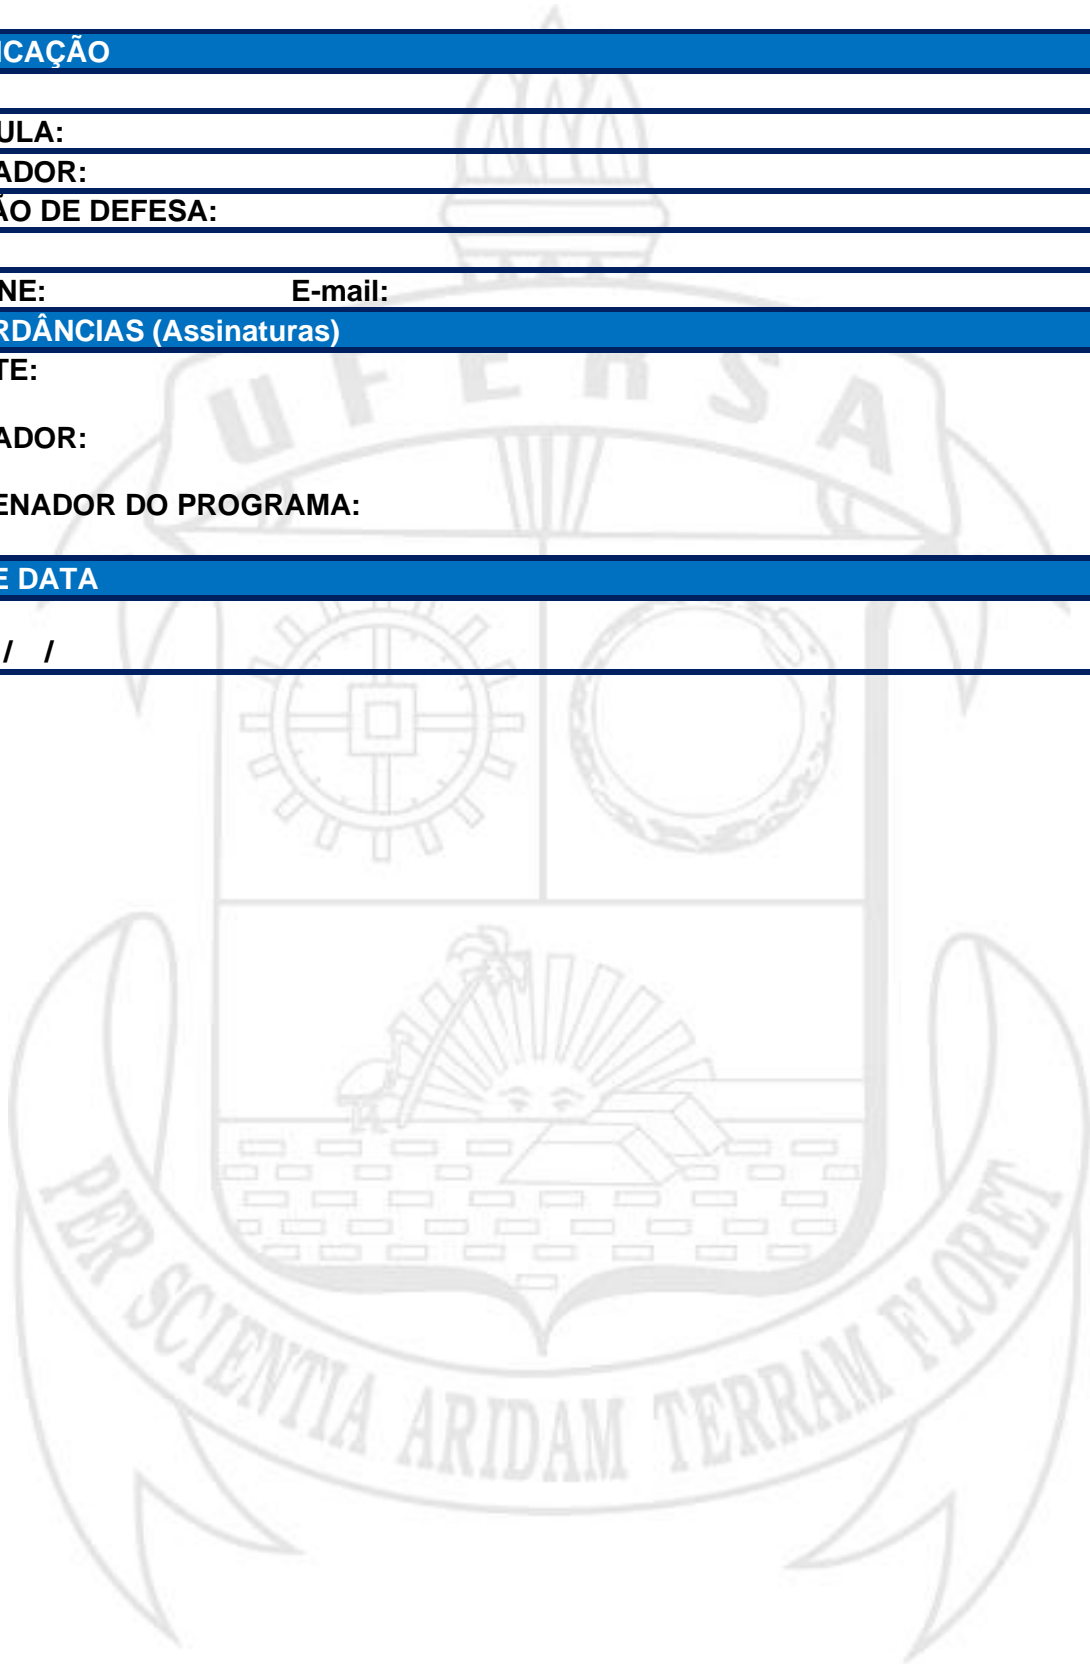 ICAÇÃO
ULA:
ADOR:
ÃO DE DEFESA:
NE: E-mail:
RDÂNCIAS (Assinaturas)
TE:
ADOR:
ENADOR DO PROGRAMA:
E DATA
/ /
UFERSA
PER SCIENTIA ARIDAM TERRAM FLORET